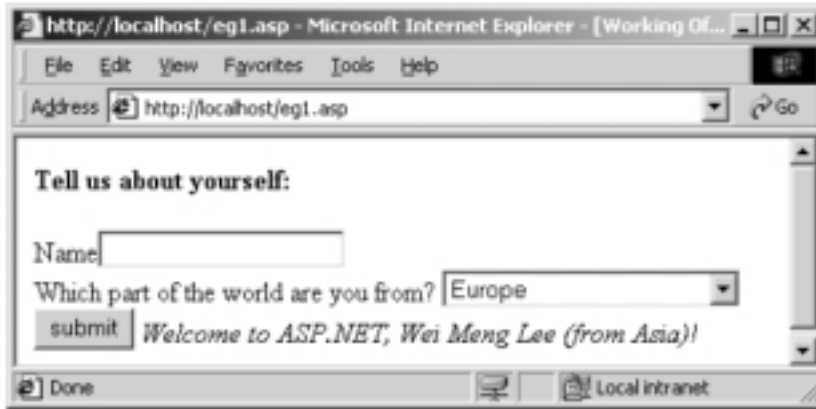 http://localhost/eg1.asp - Microsoft Internet Explorer - [Working Of...
File Edit View Favorites Tools Help
Address http://localhost/eg1.asp Go
Tell us about yourself:
Name
Which part of the world are you from? Europe
submit Welcome to ASP.NET, Wei Meng Lee (from Asia)!
Done Local intranet